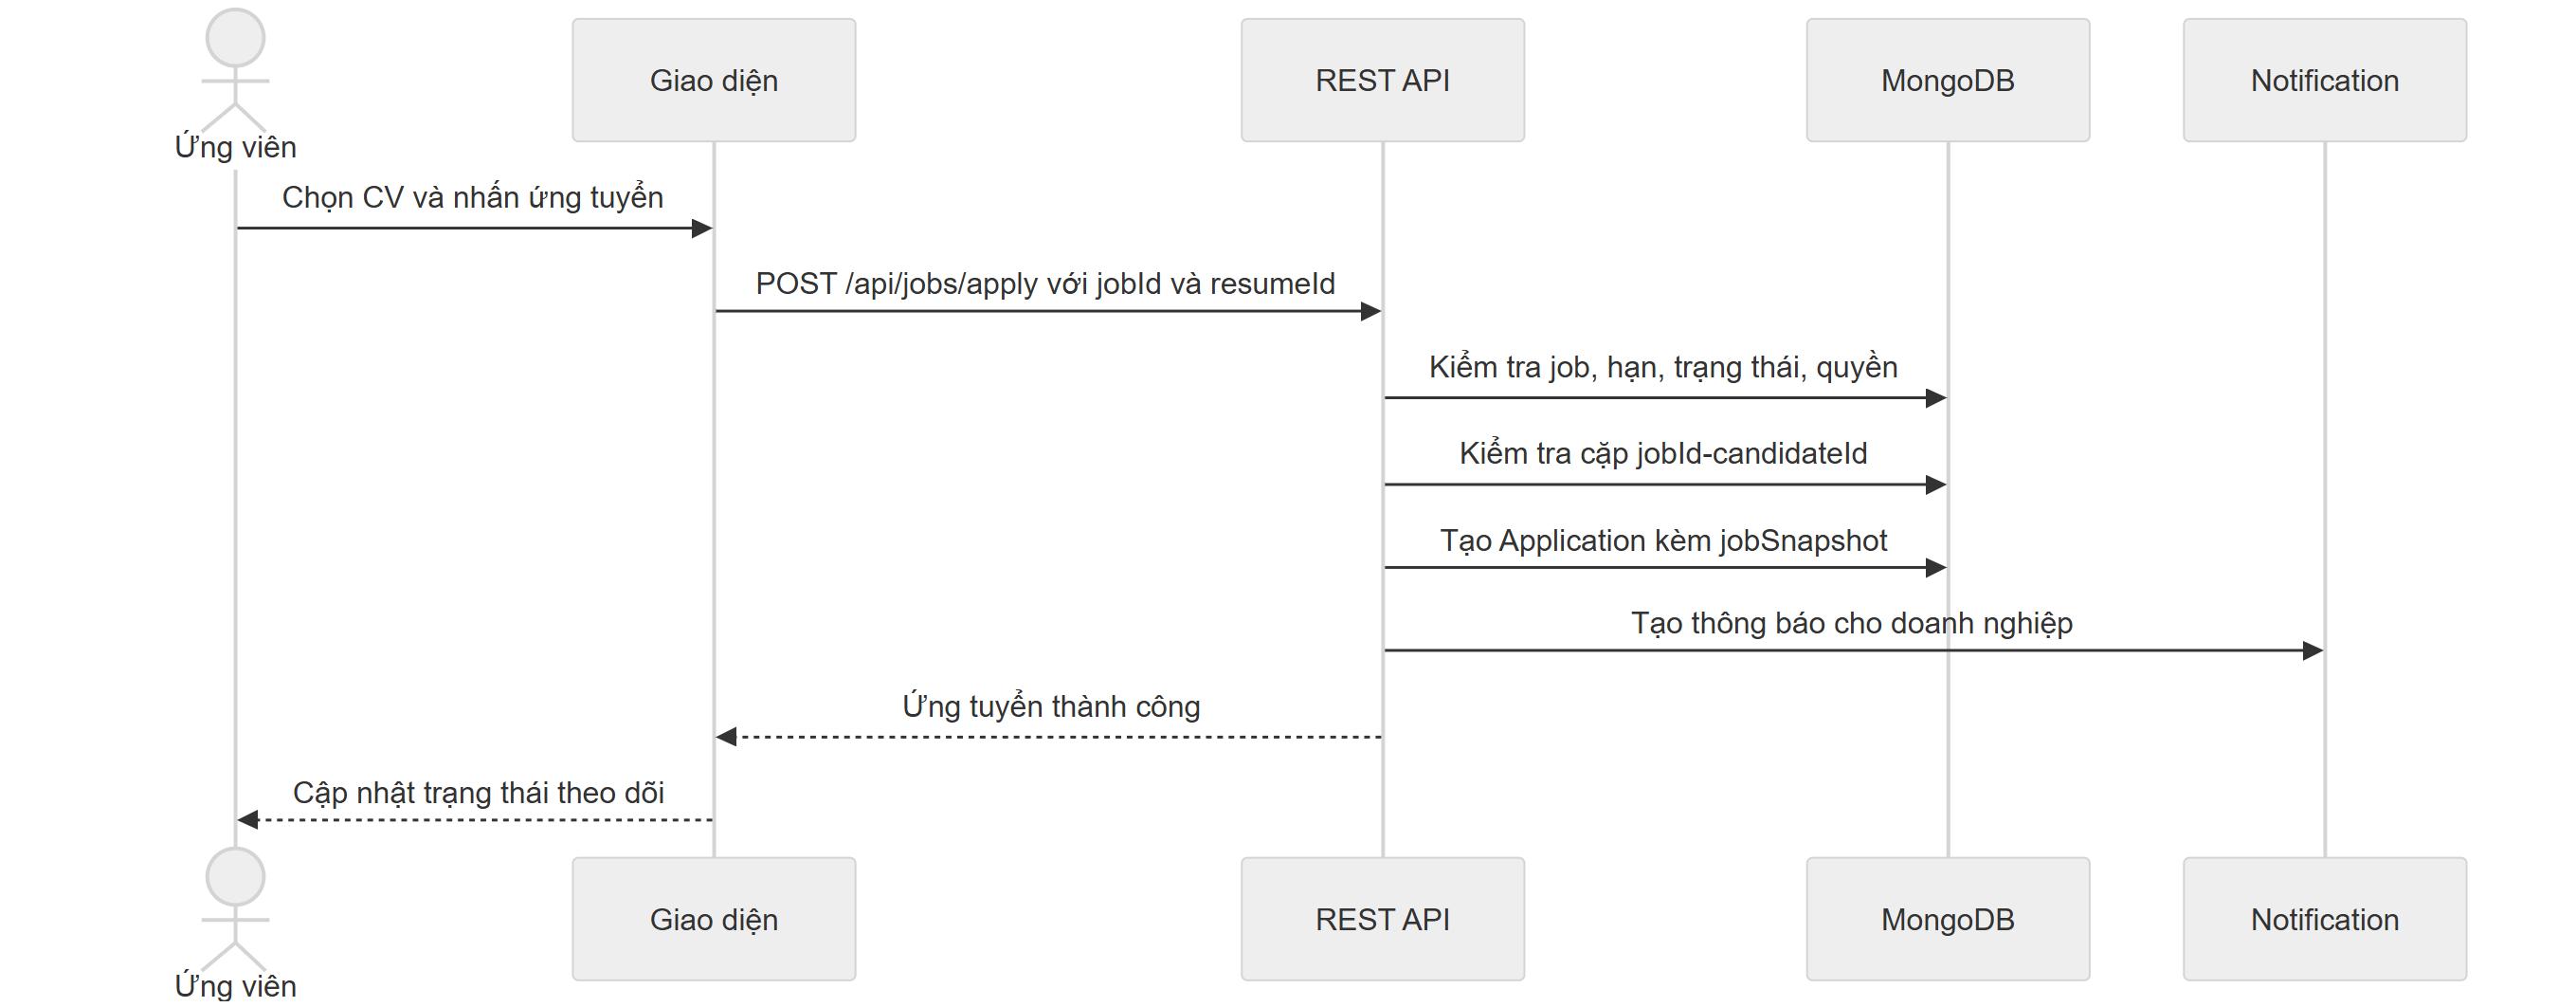 Ứng viên
Giao diện
REST API
MongoDB
Notification
Chọn CV và nhấn ứng tuyển
POST /api/jobs/apply với jobId và resumeId
Kiểm tra job, hạn, trạng thái, quyền
Kiểm tra cặp jobId-candidateId
Tạo Application kèm jobSnapshot
Tạo thông báo cho doanh nghiệp
Ứng tuyển thành công
Cập nhật trạng thái theo dõi
Ứng viên
Giao diện
REST API
MongoDB
Notification